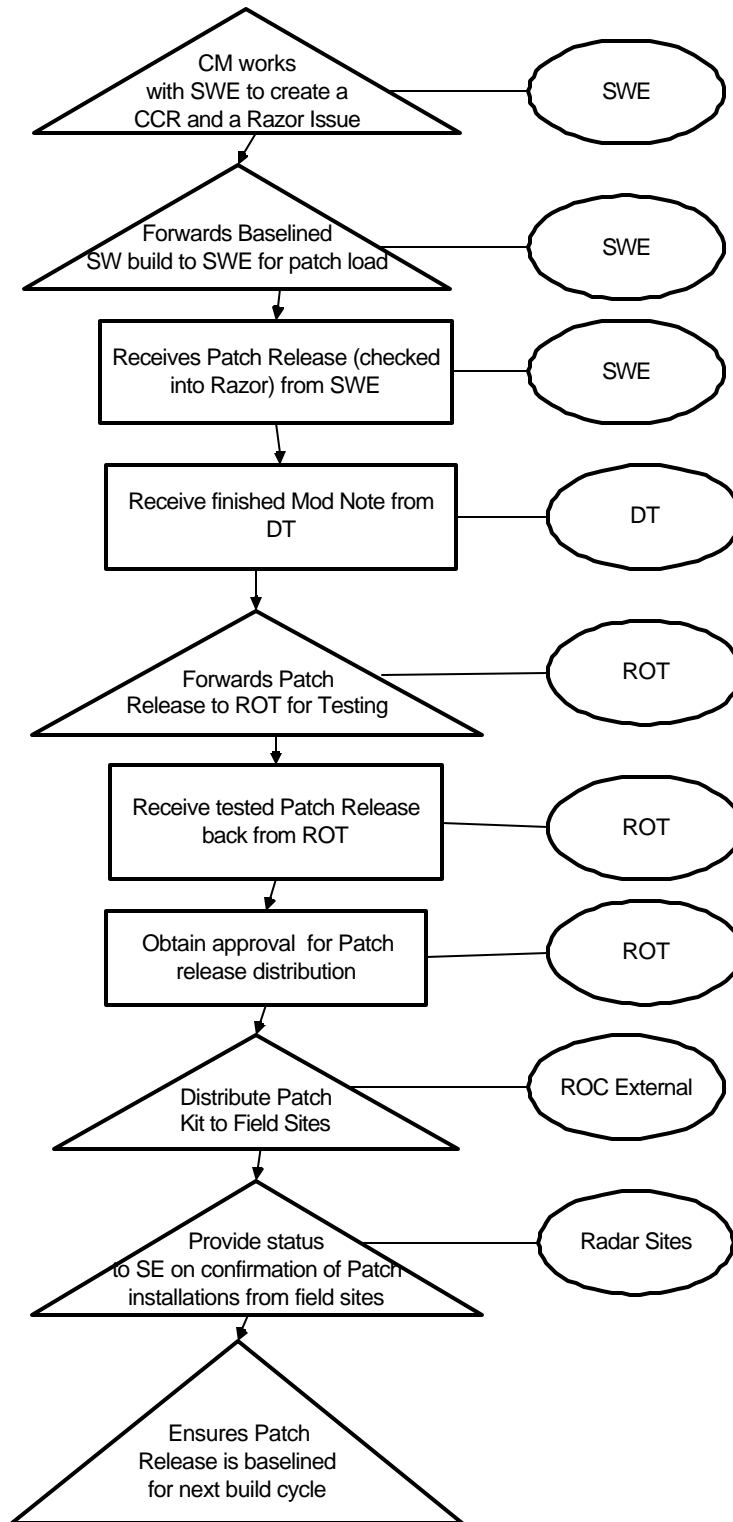 CM works
with SWE to create a
CCR and a Razor Issue
SWE
Forwards Baselined
SW build to SWE for patch load
SWE
Receives Patch Release (checked
into Razor) from SWE
SWE
Receive finished Mod Note from
DT
DT
Forwards Patch
Release to ROT for Testing
ROT
Receive tested Patch Release
back from ROT
ROT
Obtain approval for Patch
release distribution
ROT
Distribute Patch
Kit to Field Sites
ROC External
Provide status
to SE on confirmation of Patch
installations from field sites
Radar Sites
Ensures Patch
Release is baselined
for next build cycle